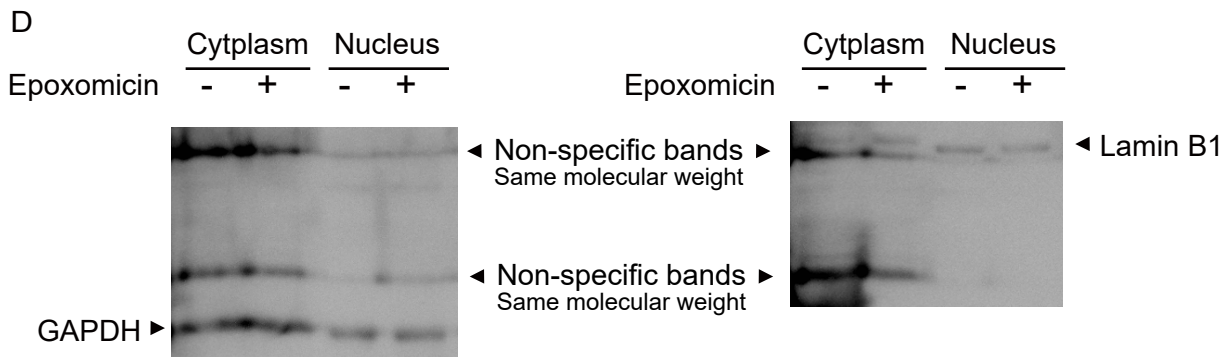 D
Cytplasm Nucleus Cytplasm Nucleus
Epoxomicin - + - + Epoxomicin - + - +
◄ Non-specific bands ► ◄ Lamin B1
Same molecular weight
◄ Non-specific bands ►
Same molecular weight
GAPDH ►